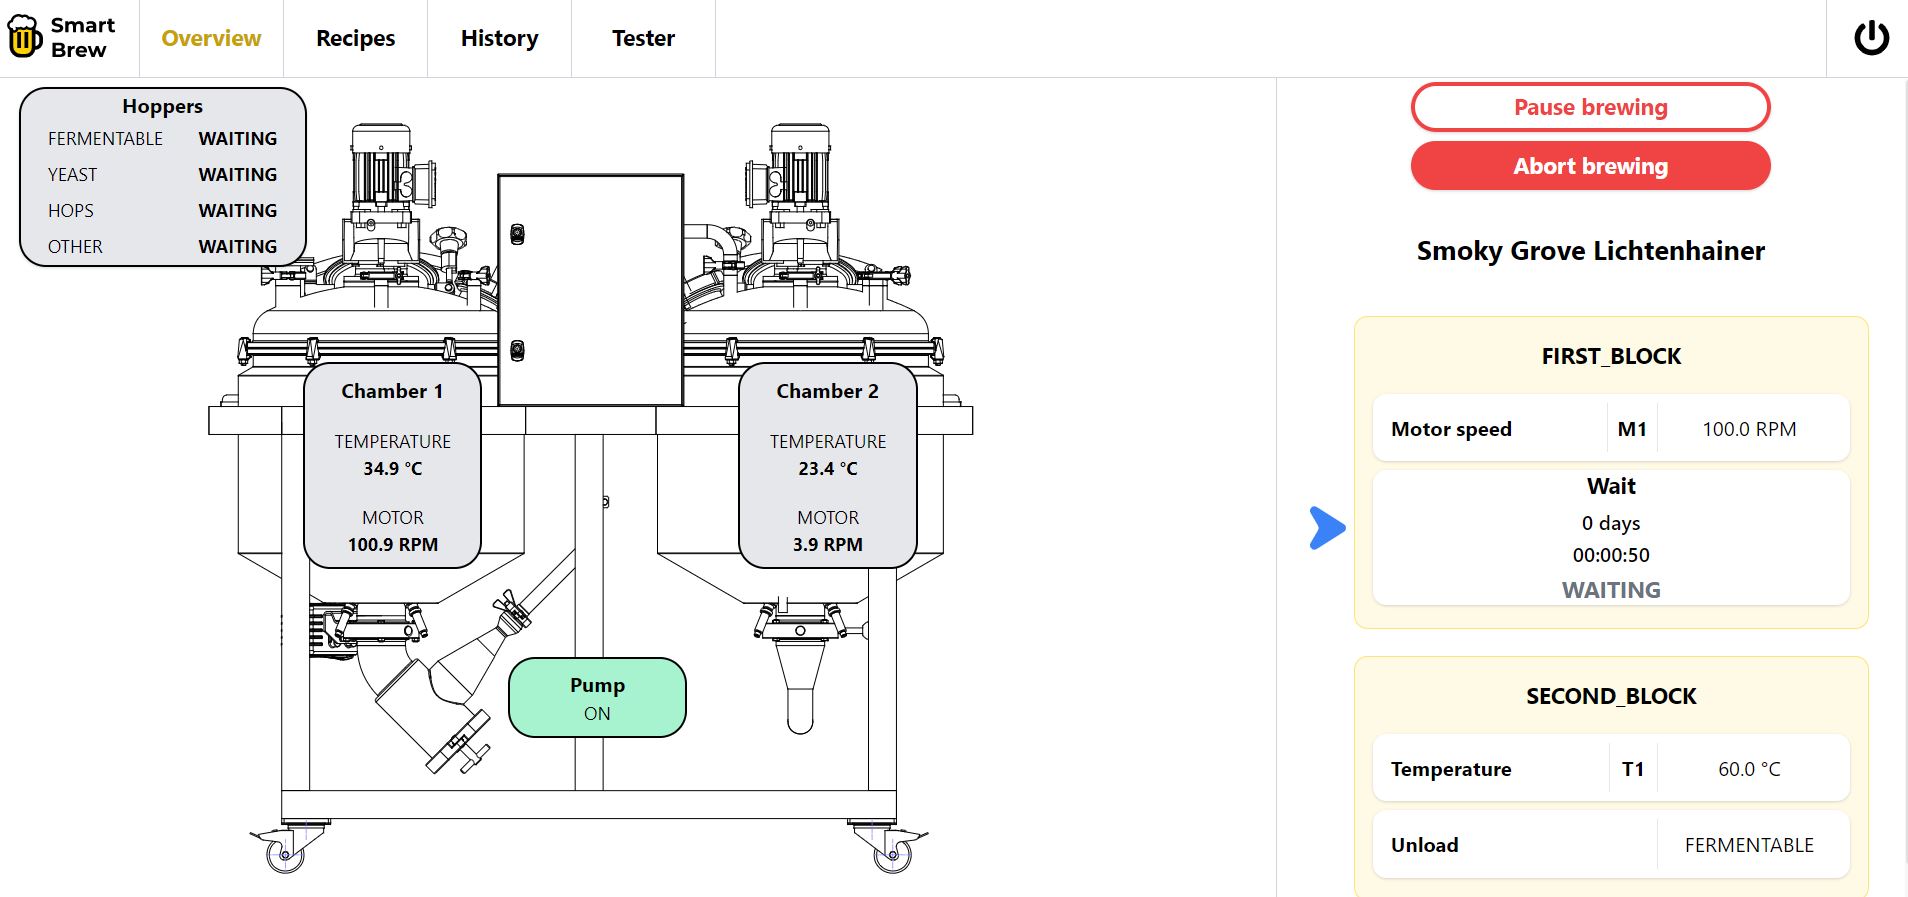 Smart
Brew
Overview
Recipes
History
Tester
Hoppers
FERMENTABLE WAITING
YEAST WAITING
HOPS WAITING
OTHER WAITING
Chamber 1
TEMPERATURE
34.9 °C
MOTOR
100.9 RPM
Chamber 2
TEMPERATURE
23.4 °C
MOTOR
3.9 RPM
Pump
ON
Pause brewing
Abort brewing
Smoky Grove Lichtenhainer
FIRST_BLOCK
Motor speed M1 100.0 RPM
Wait
0 days
00:00:50
WAITING
SECOND_BLOCK
Temperature T1 60.0 °C
Unload FERMENTABLE